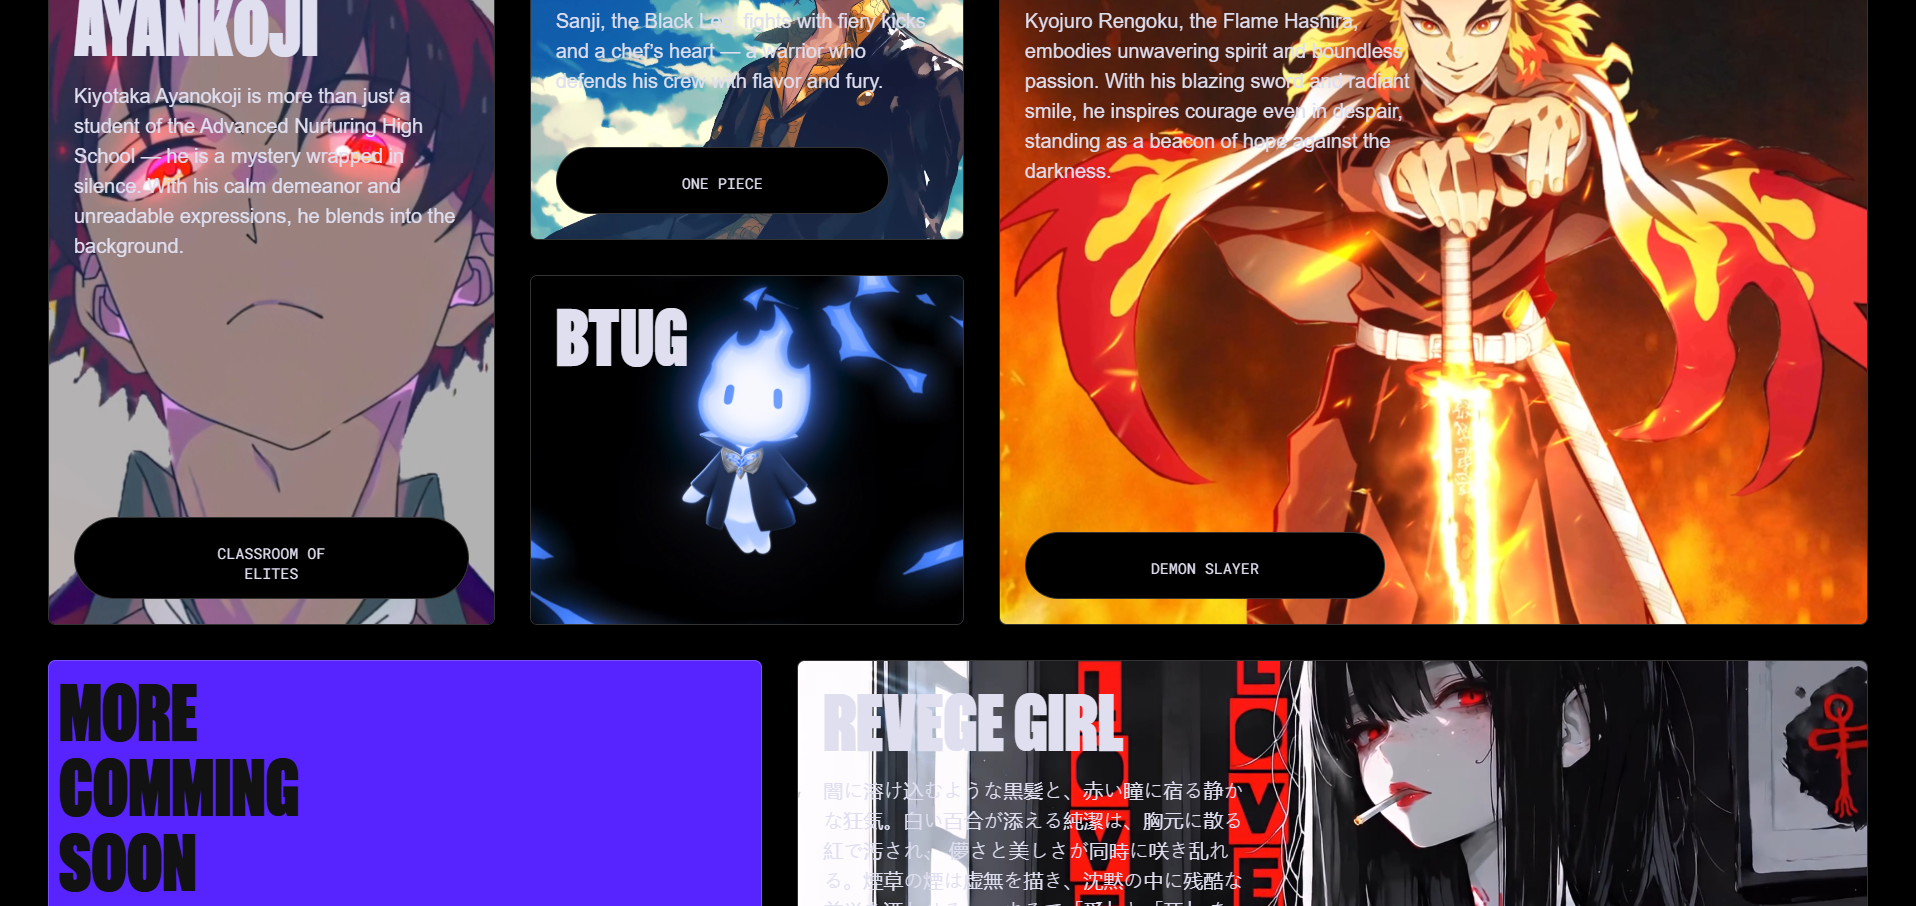 AYANKOJI
Kiyotaka Ayanokoji is more than just a
student of the Advanced Nurturing High
School — he is a mystery wrapped in
silence. With his calm demeanor and
unreadable expressions, he blends into the
background.
CLASSROOM OF
ELITES
Sanji, the Black Leg, fights with fiery kicks
and a chef's heart — a warrior who
defends his crew with flavor and fury.
ONE PIECE
BTUG
Kyojuro Rengoku, the Flame Hashira,
embodies unwavering spirit and boundless
passion. With his blazing sword and radiant
smile, he inspires courage even in despair,
standing as a beacon of hope against the
darkness.
DEMON SLAYER
MORE
COMMING
SOON
REVEGE GIRL
闇に溶け込むような黒髪と、赤い瞳に宿る静か
な狂気。白い百合が添える純潔は、胸元に散る
紅で汚され、儚さと美しさが同時に咲き乱れ
る。煙草の煙は虚無を描き、沈黙の中に残酷な